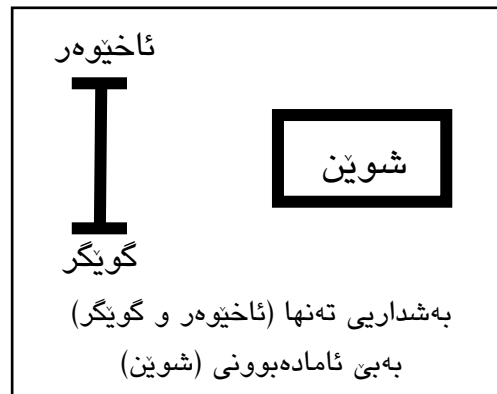 ئاخێوەر
شوێن
گوێگر
بەشداریی تەنها (ئاخێوەر و گوێگر)
بەبێ ئامادەبوونی (شوێن)